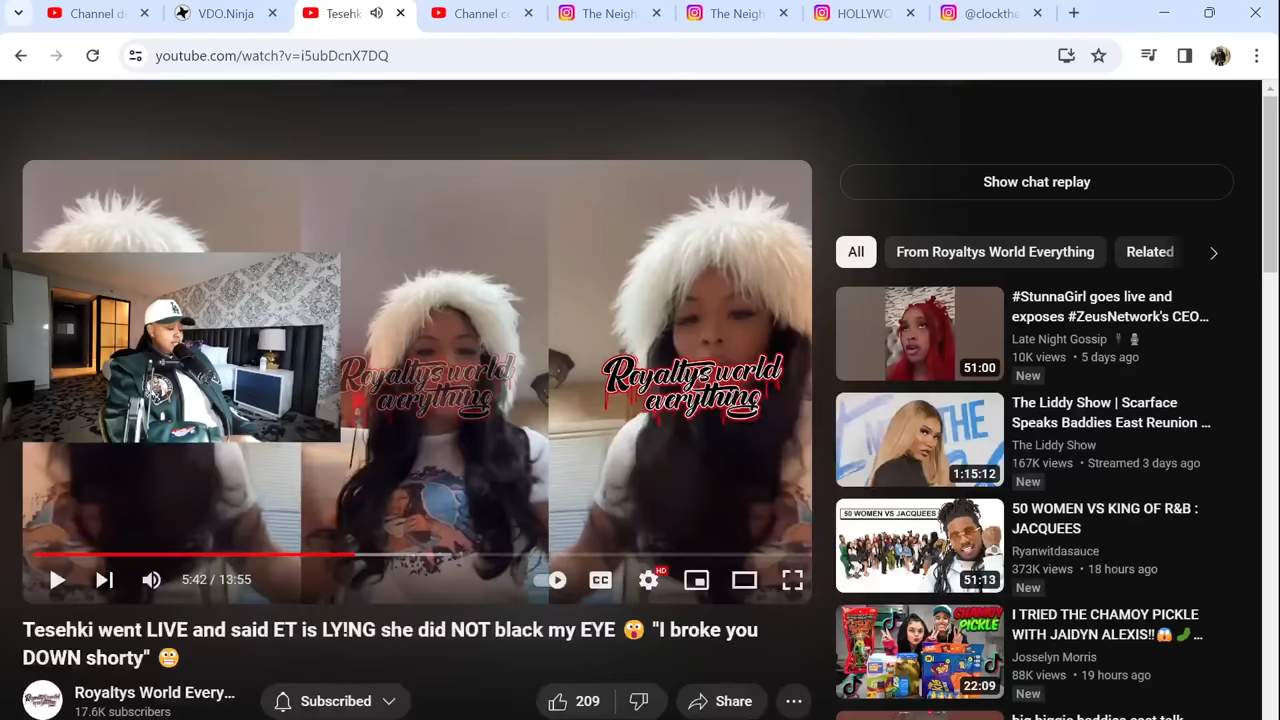 Channel d
VDO.Ninja
Tesehk
Channel co
The Neigh
The Neigh
HOLLYWO
@clockthe
youtube.com/watch?v=i5ubDcnX7DQ
Show chat replay
All
From Royaltys World Everything
Related
Royaltys world
everything
Royaltys world
everything
#StunnaGirl goes live and
exposes #ZeusNetwork's CEO...
Late Night Gossip
10K views • 5 days ago
New
51:00
The Liddy Show | Scarface
Speaks Baddies East Reunion ...
The Liddy Show
167K views • Streamed 3 days ago
New
1:15:12
50 WOMEN VS KING OF R&B
50 WOMEN VS KING OF R&B :
JACQUEES
Ryanwitdasauce
373K views • 18 hours ago
New
51:13
I TRIED THE CHAMOY PICKLE
WITH JAIDYN ALEXIS!!😱🥒...
Josselyn Morris
88K views • 19 hours ago
New
CHAMOY
PICKLE
22:09
5:42 / 13:55
CC
HD
Tesehki went LIVE and said ET is LY!NG she did NOT black my EYE 😲 "I broke you
DOWN shorty" 😬
Royaltys World Every...
17.6K subscribers
Subscribed
209
Share